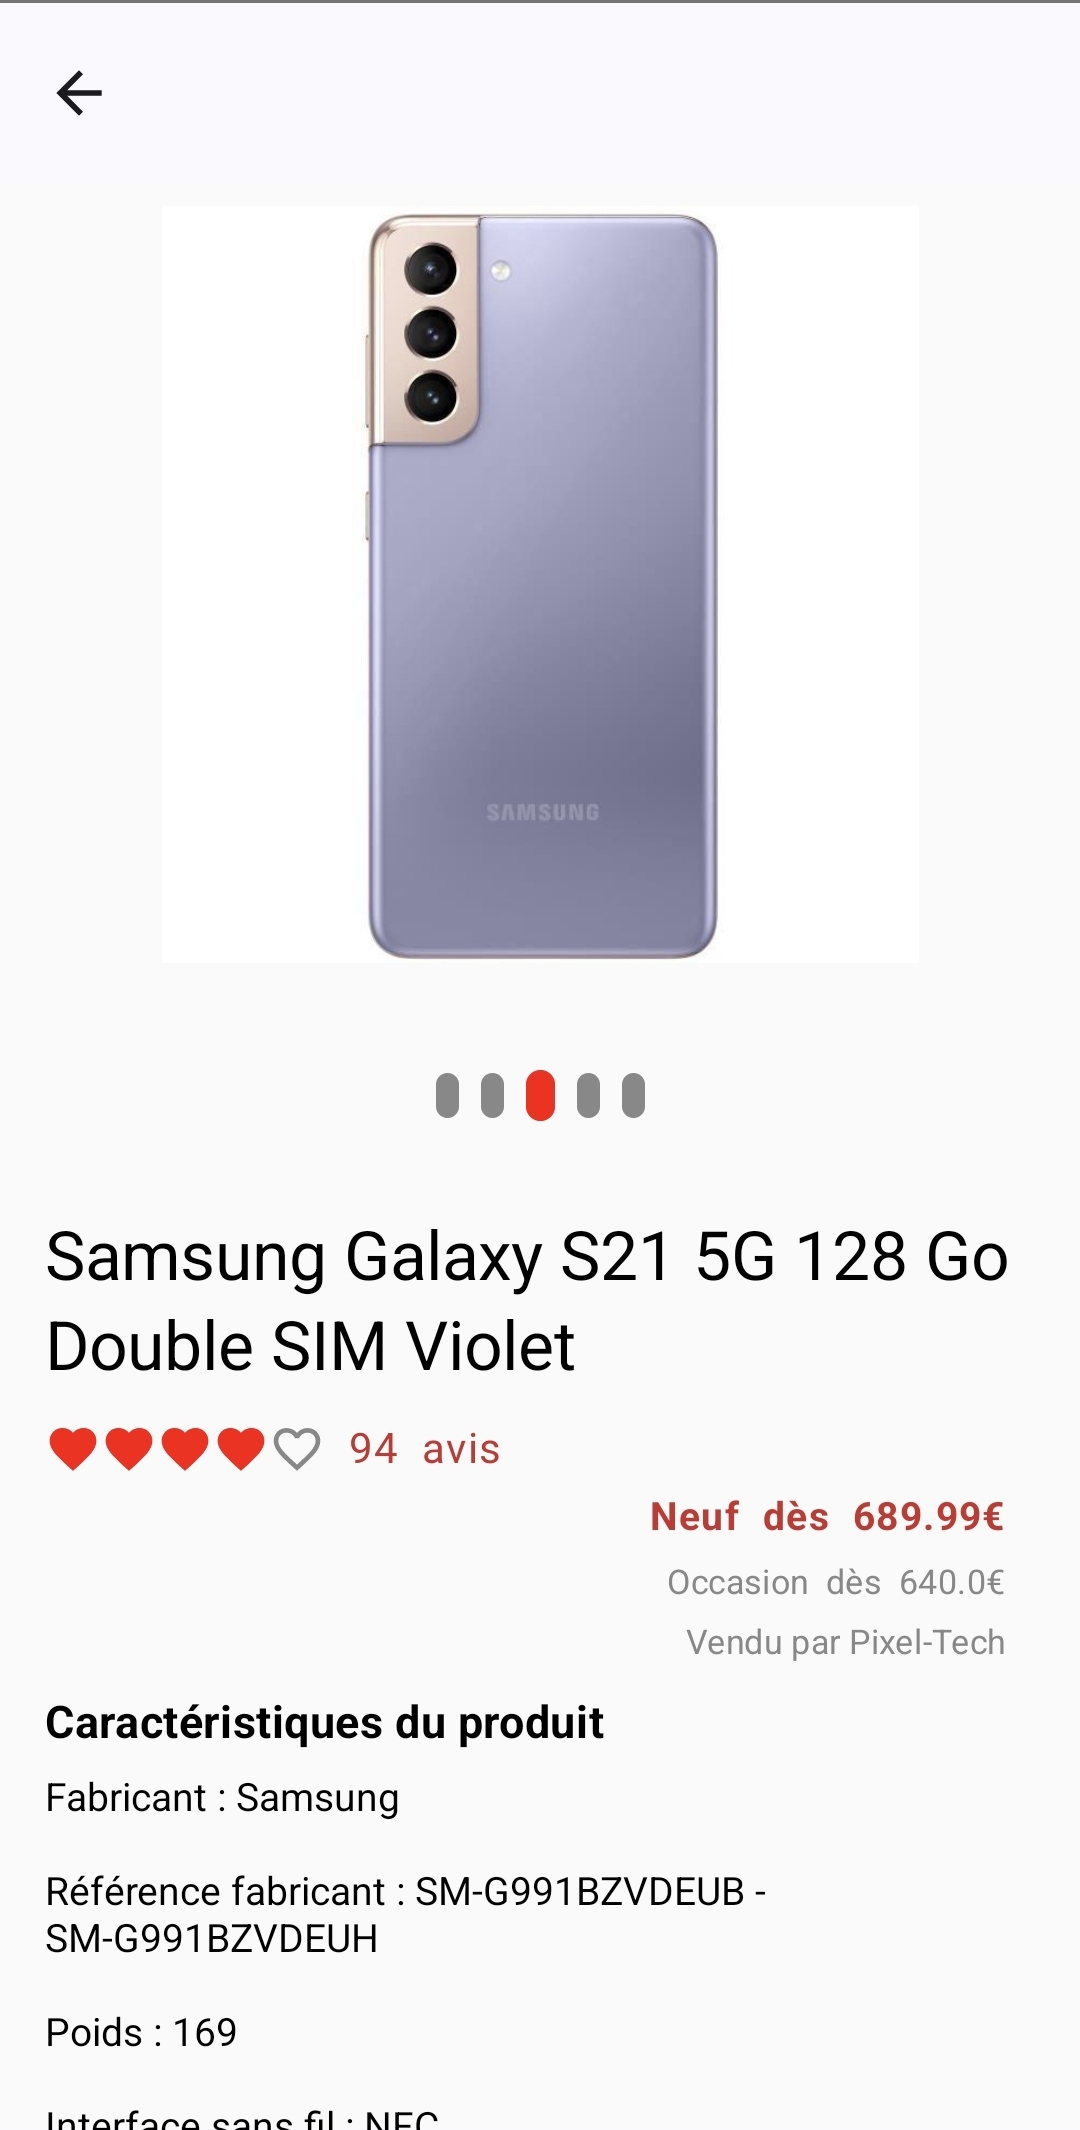 SAMSUNG
Samsung Galaxy S21 5G 128 Go
Double SIM Violet
94 avis
Neuf dès 689.99€
Occasion dès 640.0€
Vendu par Pixel-Tech
Caractéristiques du produit
Fabricant : Samsung
Référence fabricant : SM-G991BZVDEUB -
SM-G991BZVDEUH
Poids : 169
Interface sans fil : NFC